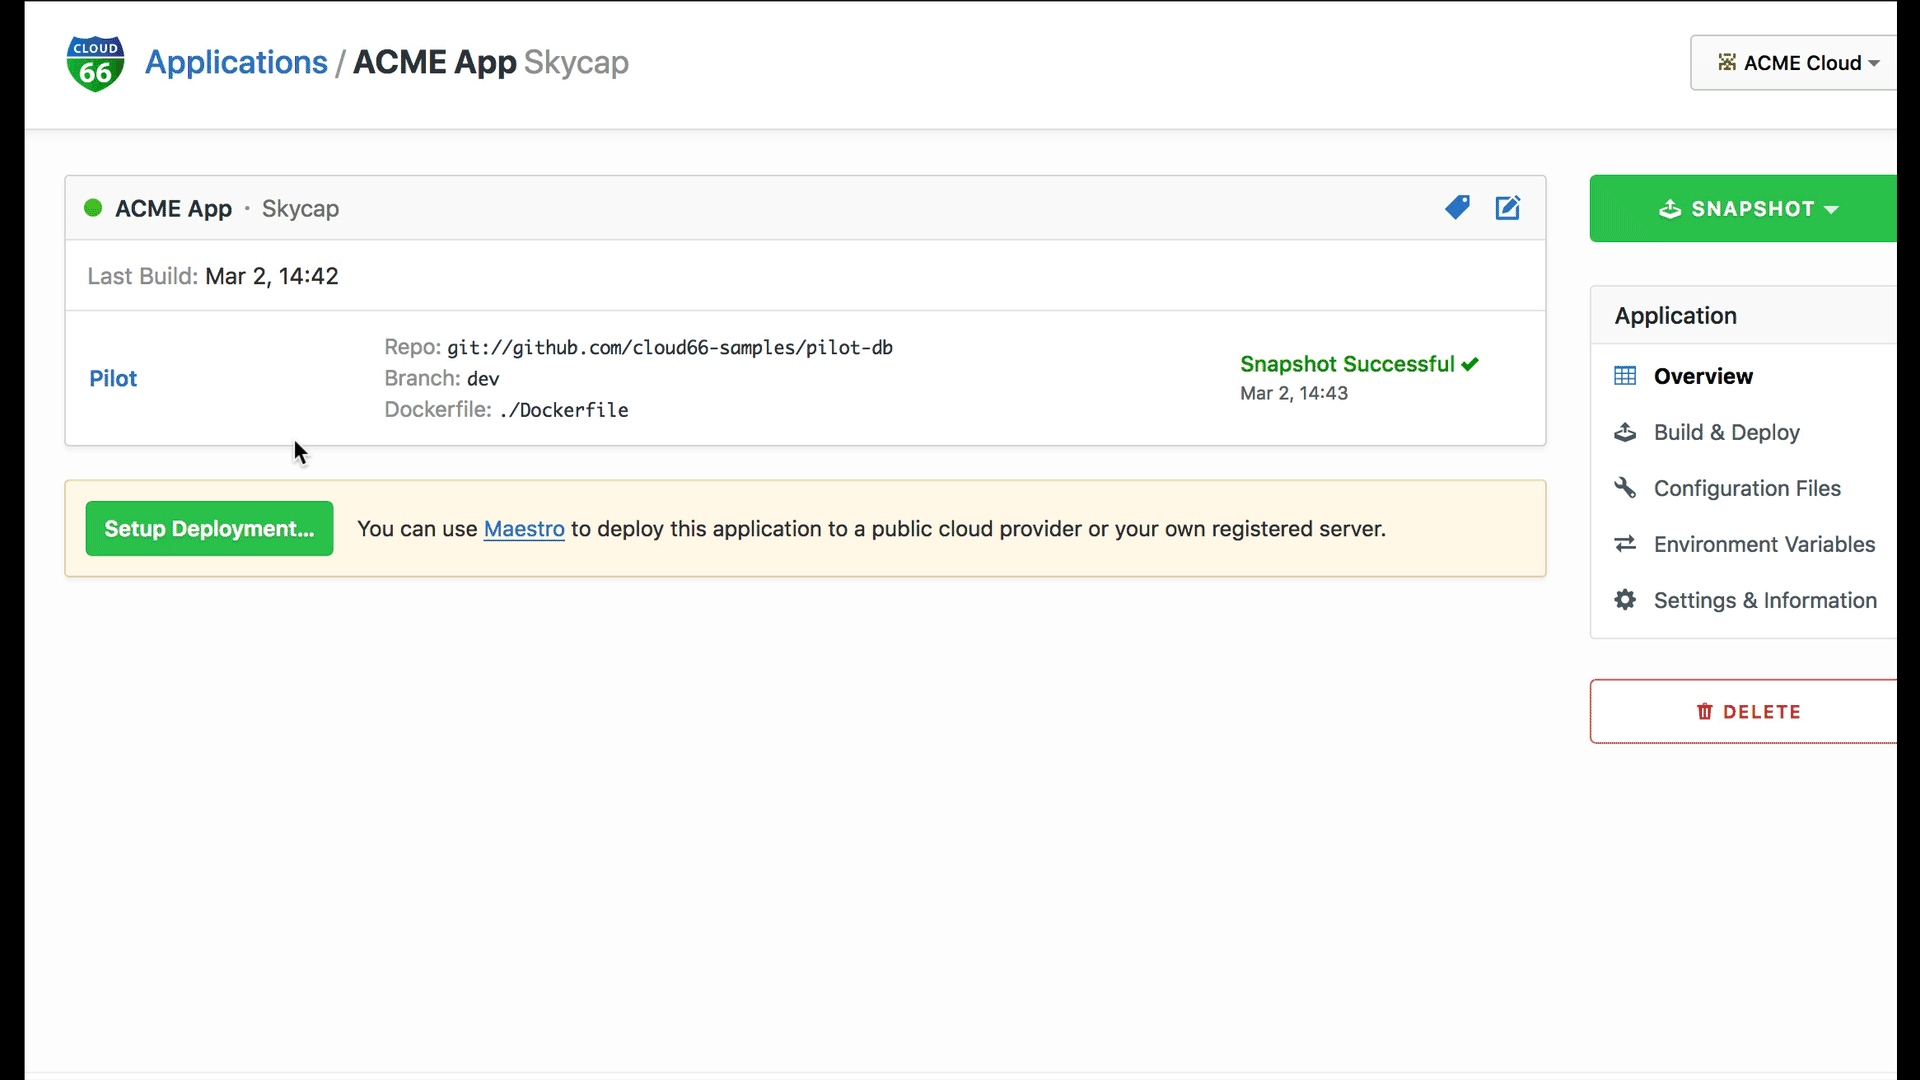 CLOUD
66
Applications / ACME App Skycap
ACME Cloud
ACME App · Skycap
Last Build: Mar 2, 14:42
Pilot
Repo: git://github.com/cloud66-samples/pilot-db
Branch: dev
Dockerfile: ./Dockerfile
Snapshot Successful
Mar 2, 14:43
Setup Deployment...
You can use Maestro to deploy this application to a public cloud provider or your own registered server.
SNAPSHOT
Application
Overview
Build & Deploy
Configuration Files
Environment Variables
Settings & Information
DELETE